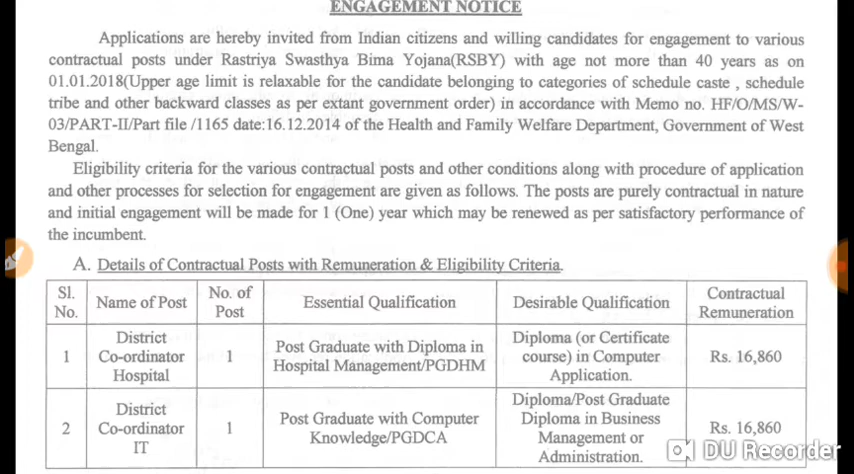 ENGAGEMENT NOTICE
Applications are hereby invited from Indian citizens and willing candidates for engagement to various
contractual posts under Rastriya Swasthya Bima Yojana(RSBY) with age not more than 40 years as on
01.01.2018(Upper age limit is relaxable for the candidate belonging to categories of schedule caste , schedule
tribe and other backward classes as per extant government order) in accordance with Memo no. HF/O/MS/W-
03/PART-II/Part file /1165 date:16.12.2014 of the Health and Family Welfare Department, Government of West
Bengal.
Eligibility criteria for the various contractual posts and other conditions along with procedure of application
and other processes for selection for engagement are given as follows. The posts are purely contractual in nature
and initial engagement will be made for 1 (One) year which may be renewed as per satisfactory performance of
the incumbent.
A. Details of Contractual Posts with Remuneration & Eligibility Criteria.
Sl. No. Name of Post No. of Post Essential Qualification Desirable Qualification Contractual Remuneration
1 District Co-ordinator Hospital 1 Post Graduate with Diploma in Hospital Management/PGDHM Diploma (or Certificate course) in Computer Application. Rs. 16,860
2 District Co-ordinator IT 1 Post Graduate with Computer Knowledge/PGDCA Diploma/Post Graduate Diploma in Business Management or Administration. Rs. 16,860
DU Recorder